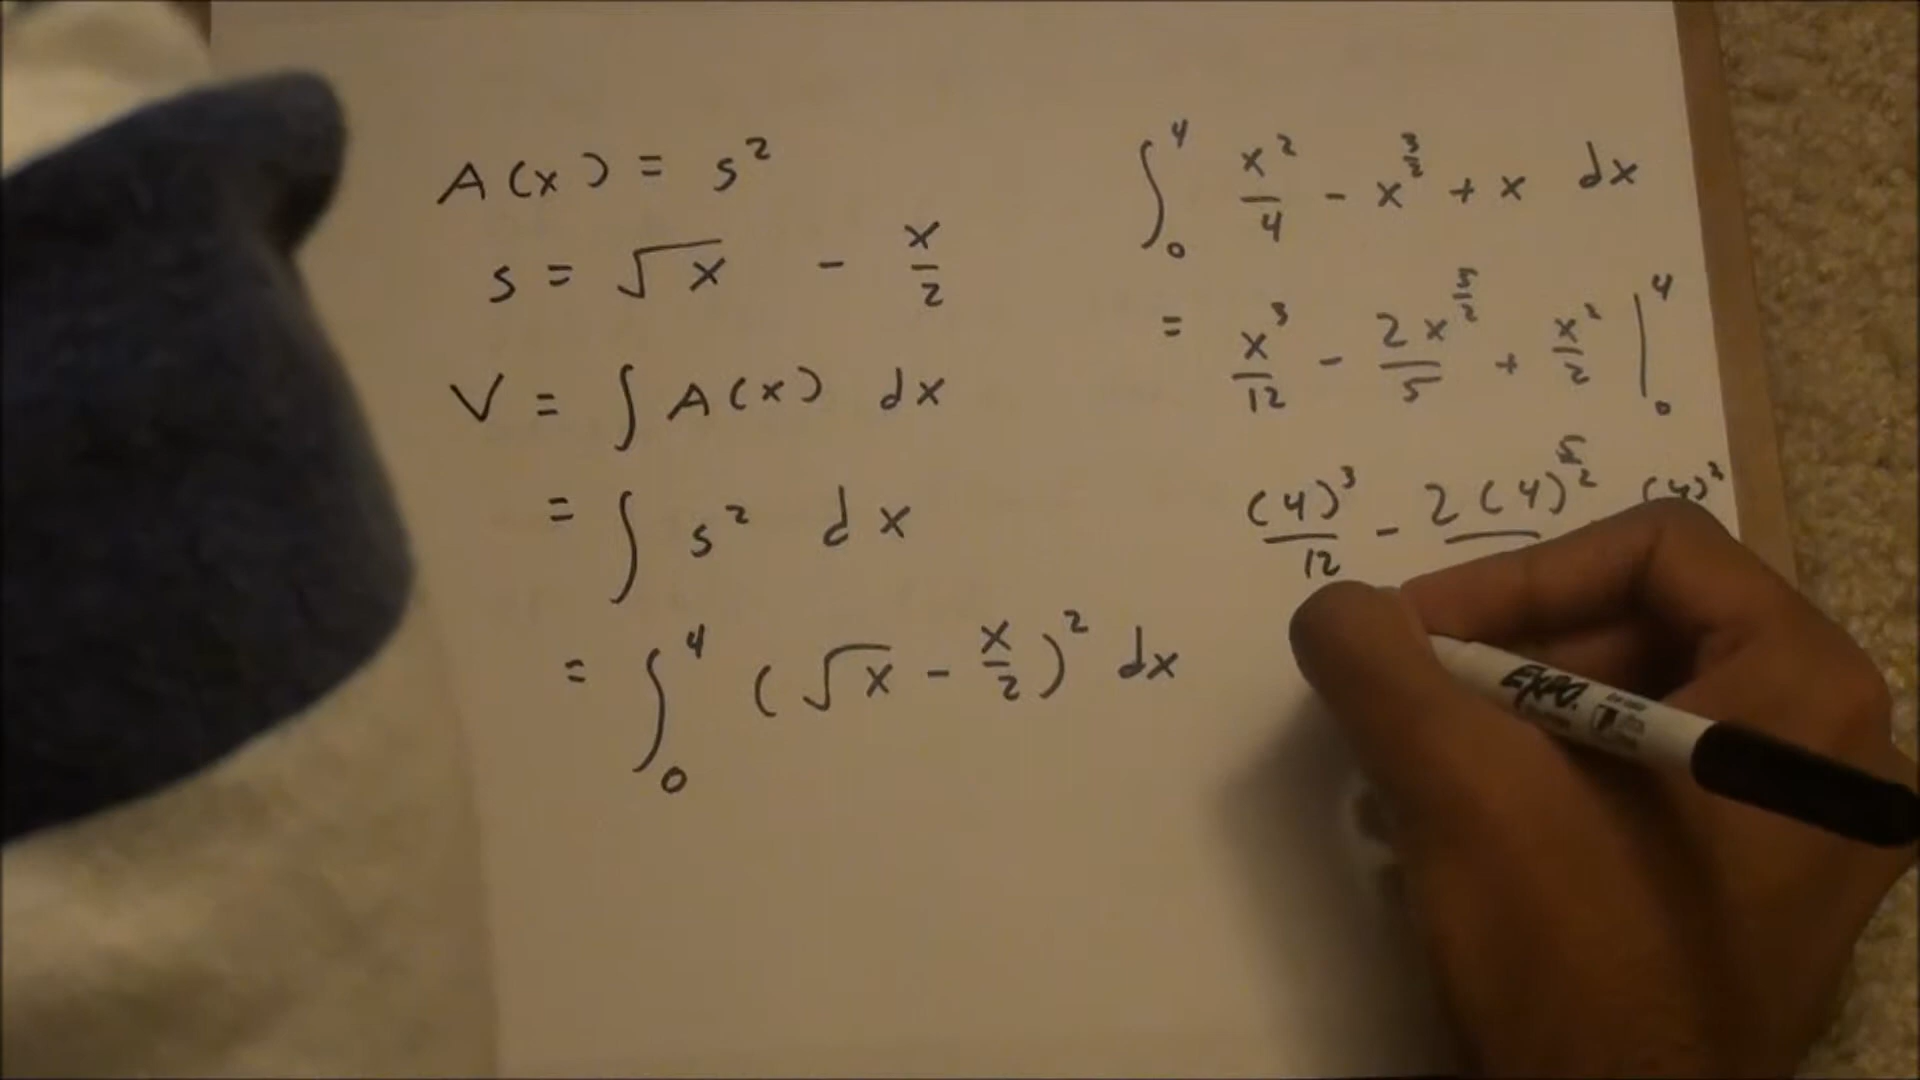 A(x) = s²
s = √x - x/2
V = ∫ A(x) dx
= ∫ s² dx
= ∫₀⁴ (√x - x/2)² dx
∫₀⁴ x²/4 - x^(3/2) + x dx
= x³/12 - 2x^(5/2)/5 + x²/2 |₀⁴
(4)³/12 - 2(4)^(5/2) (4)
EXPO